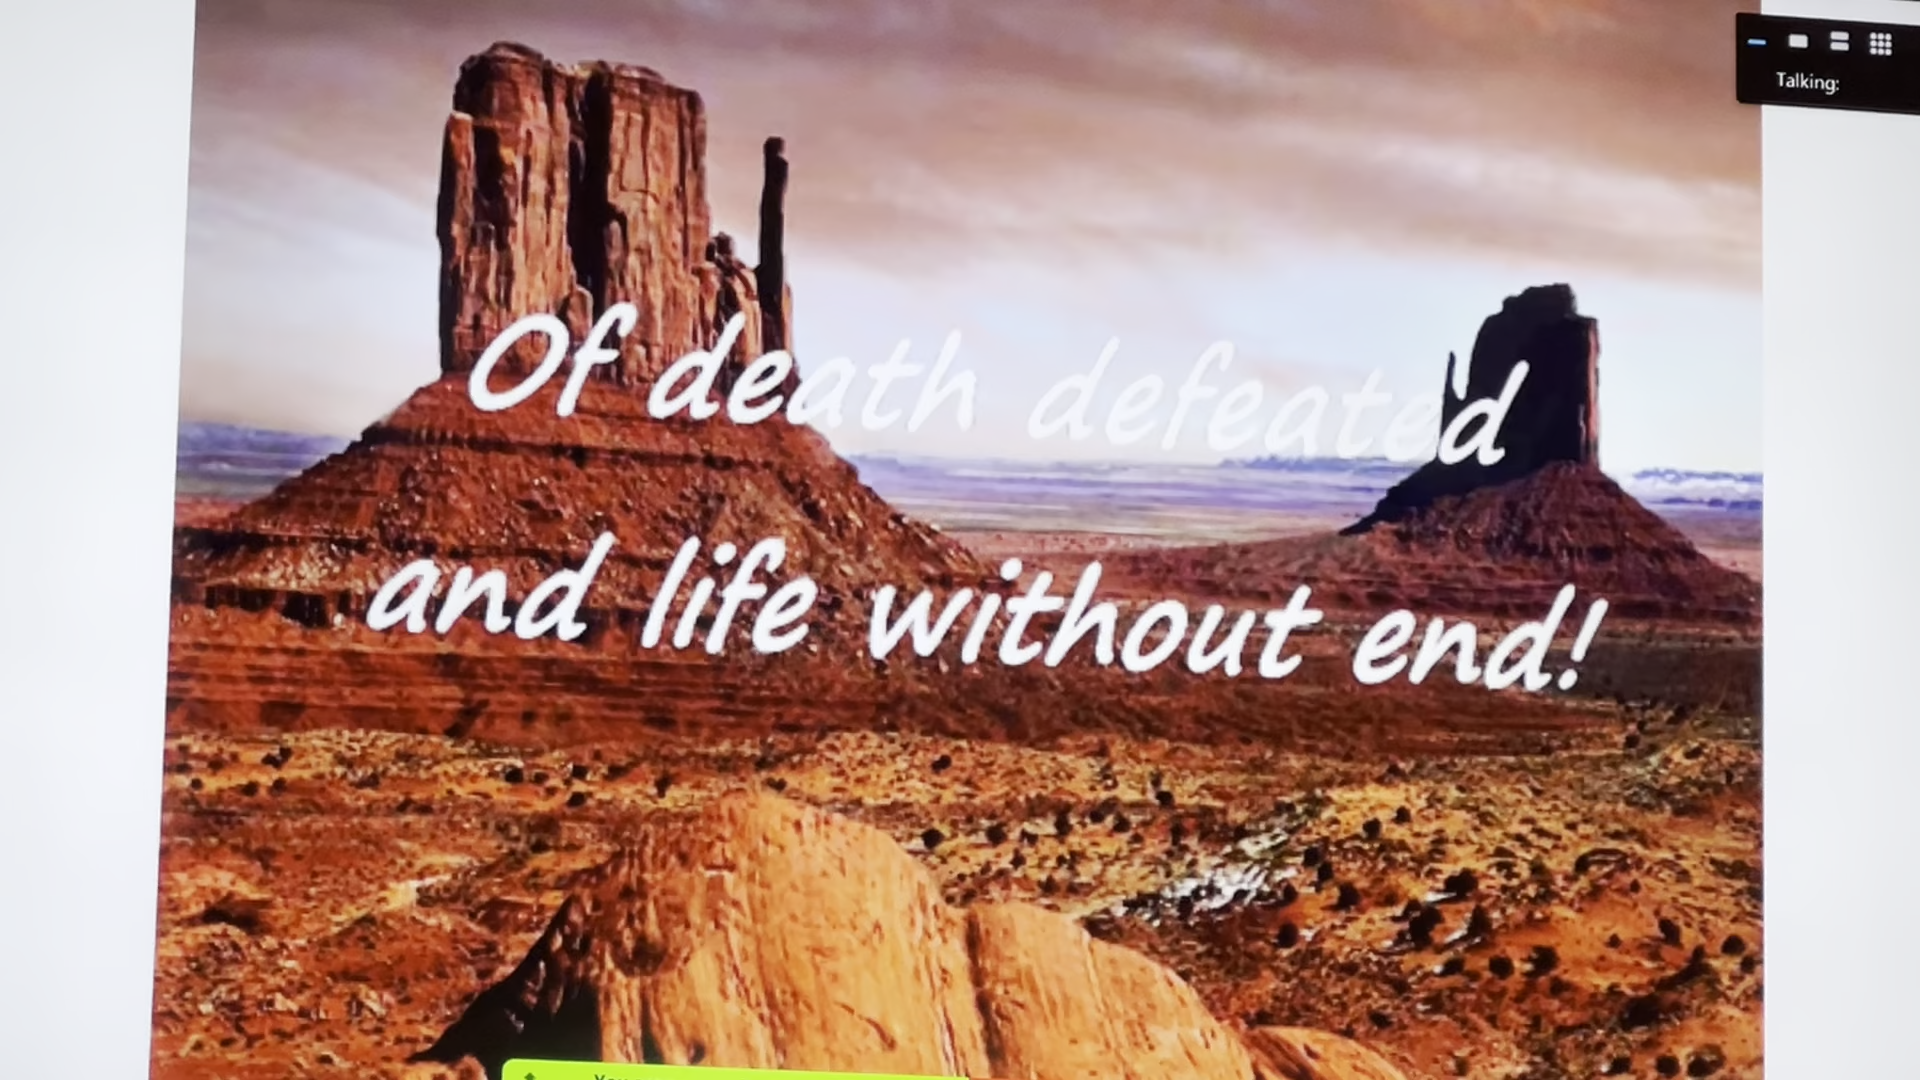 Talking:
Of death defeated
and life without end!